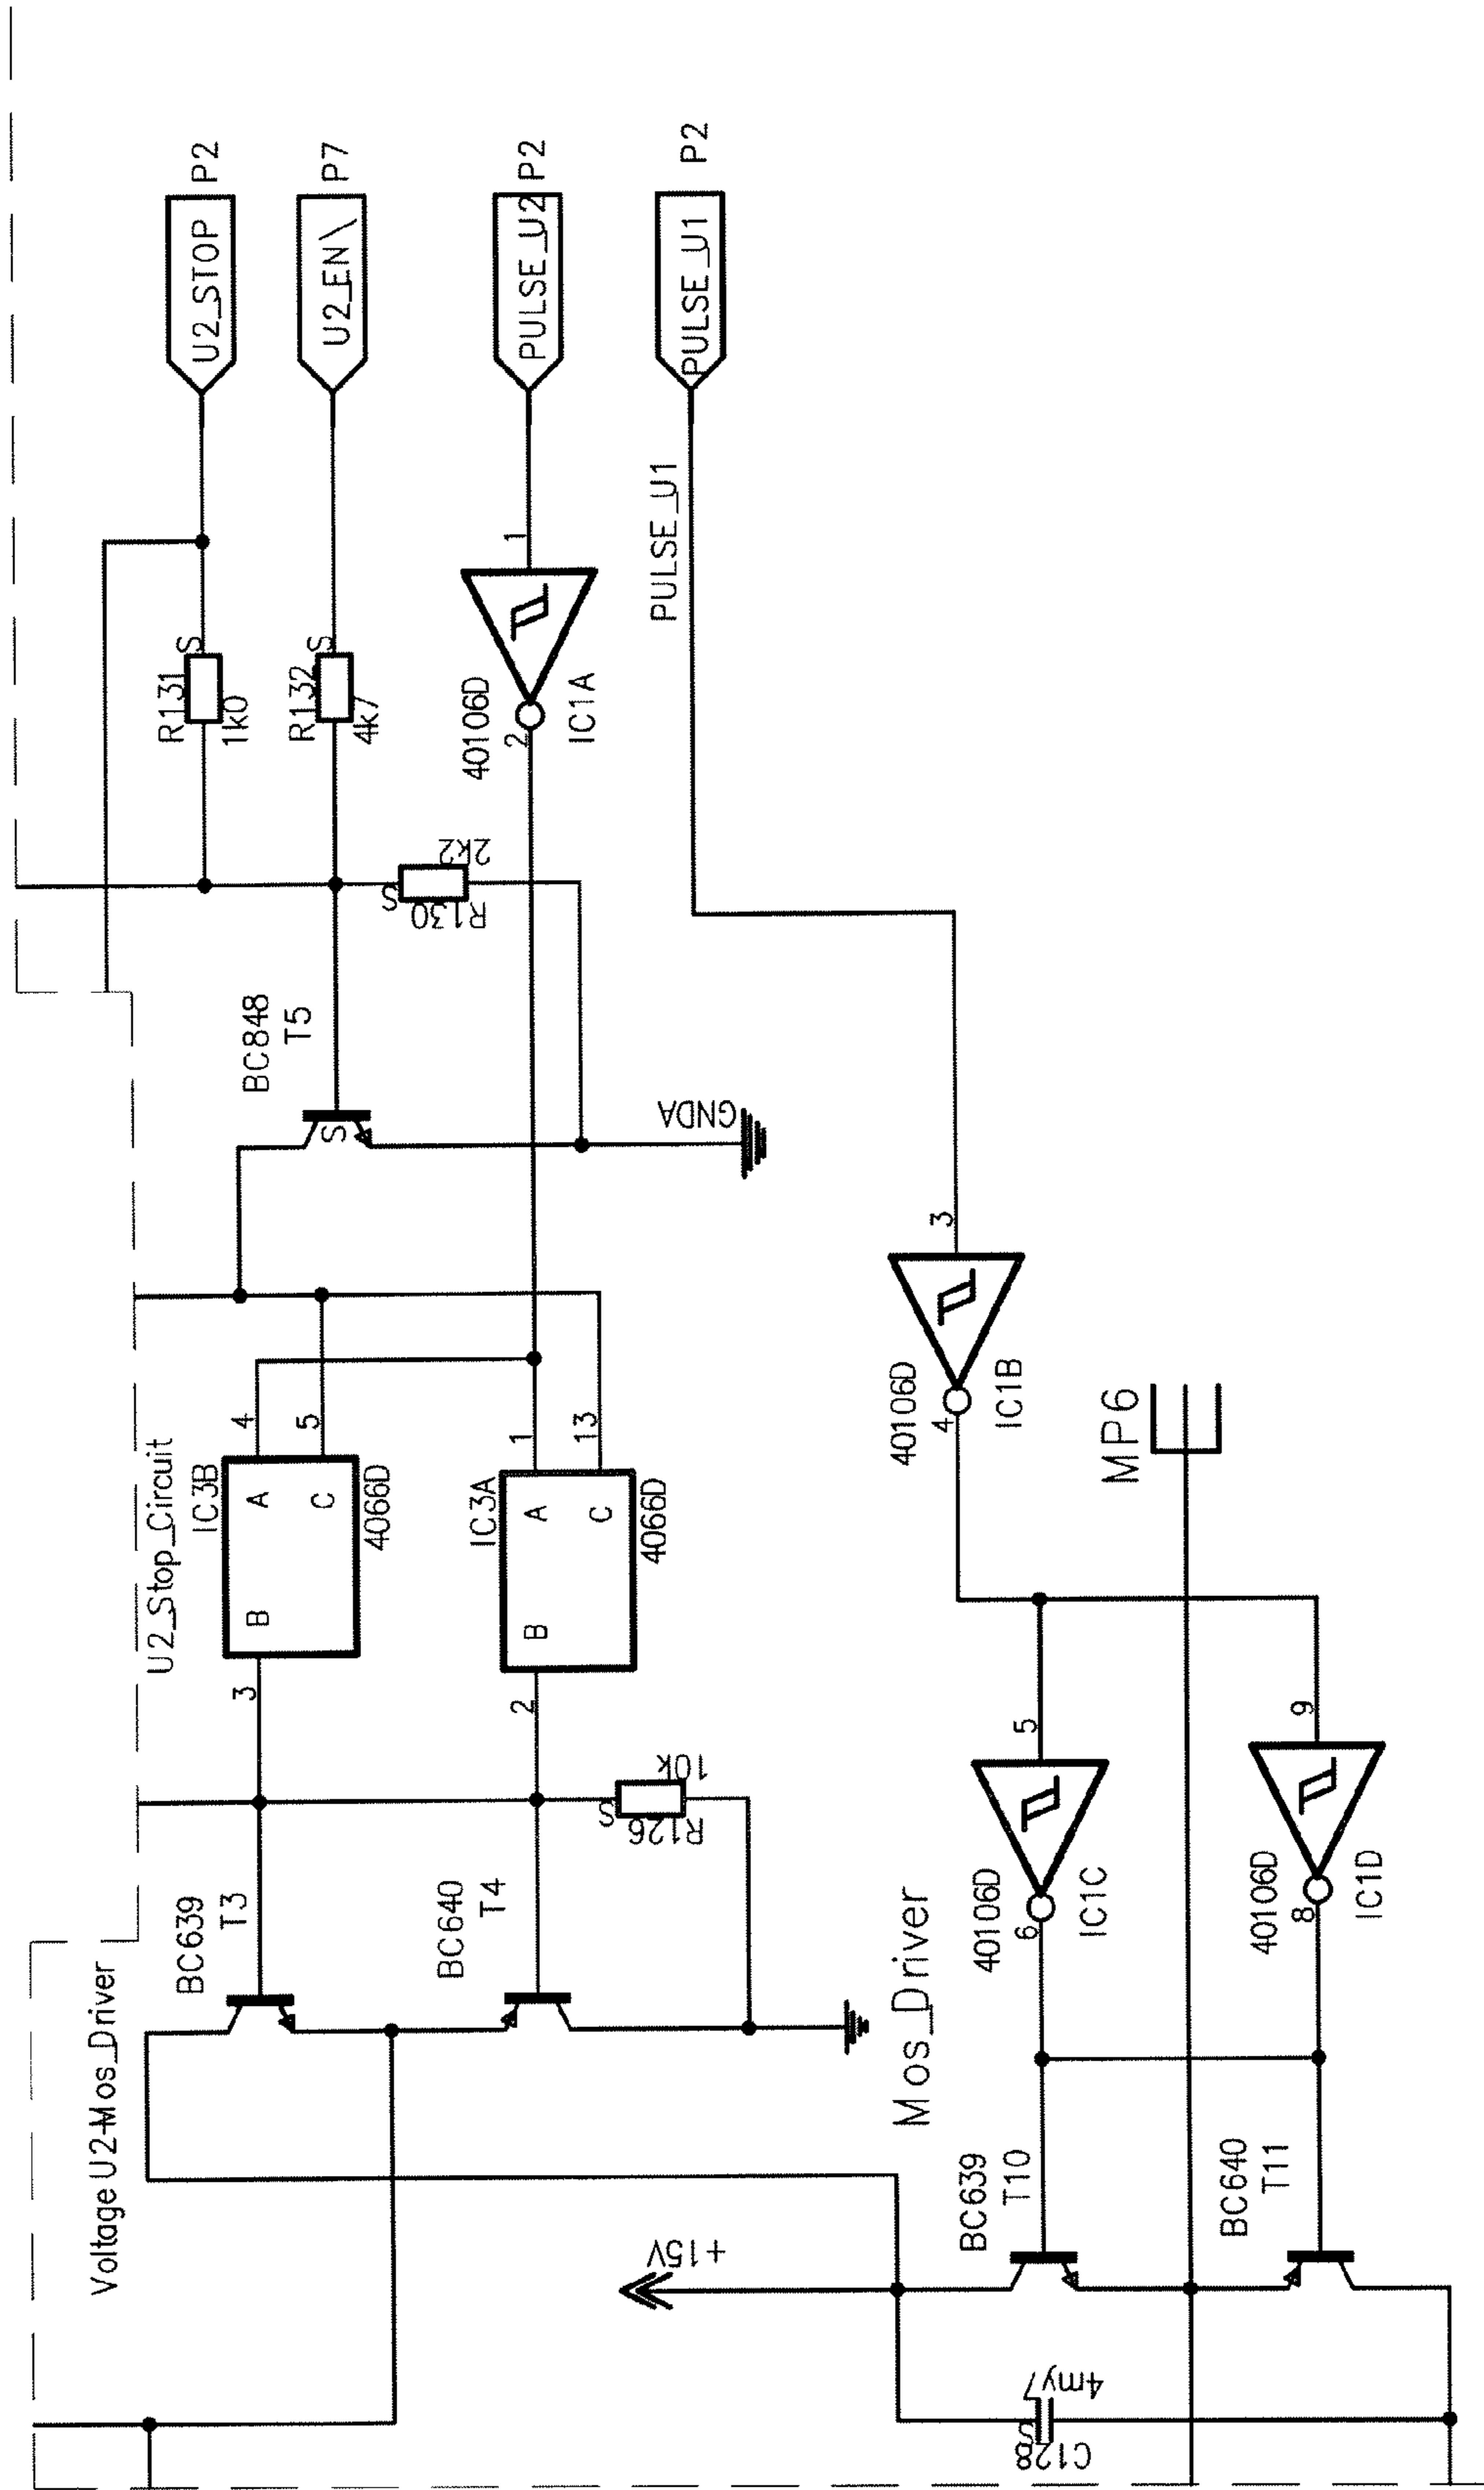 U2_STOP P2
U2_EN\ P7
PULSE_U2 P2
PULSE_U1 P2
PULSE_U1
R131
1k0
S
R132
4k7
S
1
40106D
2
IC1A
2k2
S
R130
BC848
T5
S
GNDA
3
40106D
4
IC1B
MP6
U2_Stop_Circuit
IC3B
4
5
A
C
B
4066D
3
IC3A
1
13
A
C
B
4066D
2
10k
S
R126
5
40106D
6
IC1C
9
40106D
8
IC1D
Voltage U2-Mos_Driver
BC639
T3
BC640
T4
Mos_Driver
+15V
BC639
T10
BC640
T11
4my7
S
C128